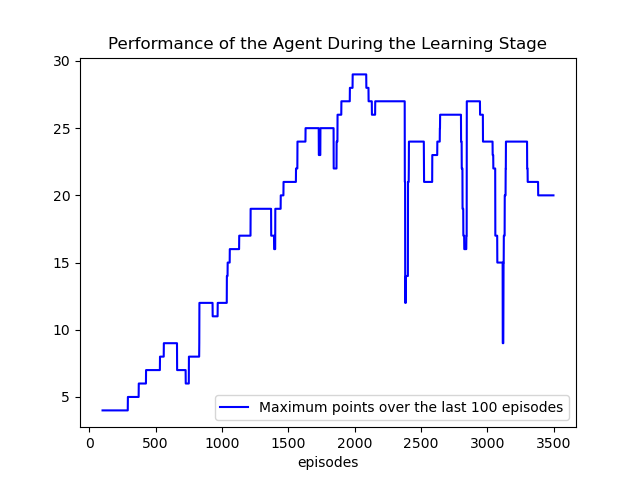 Performance of the Agent During the Learning Stage
30
25
20
15
10
5
Maximum points over the last 100 episodes
0 500 1000 1500 2000 2500 3000 3500
episodes